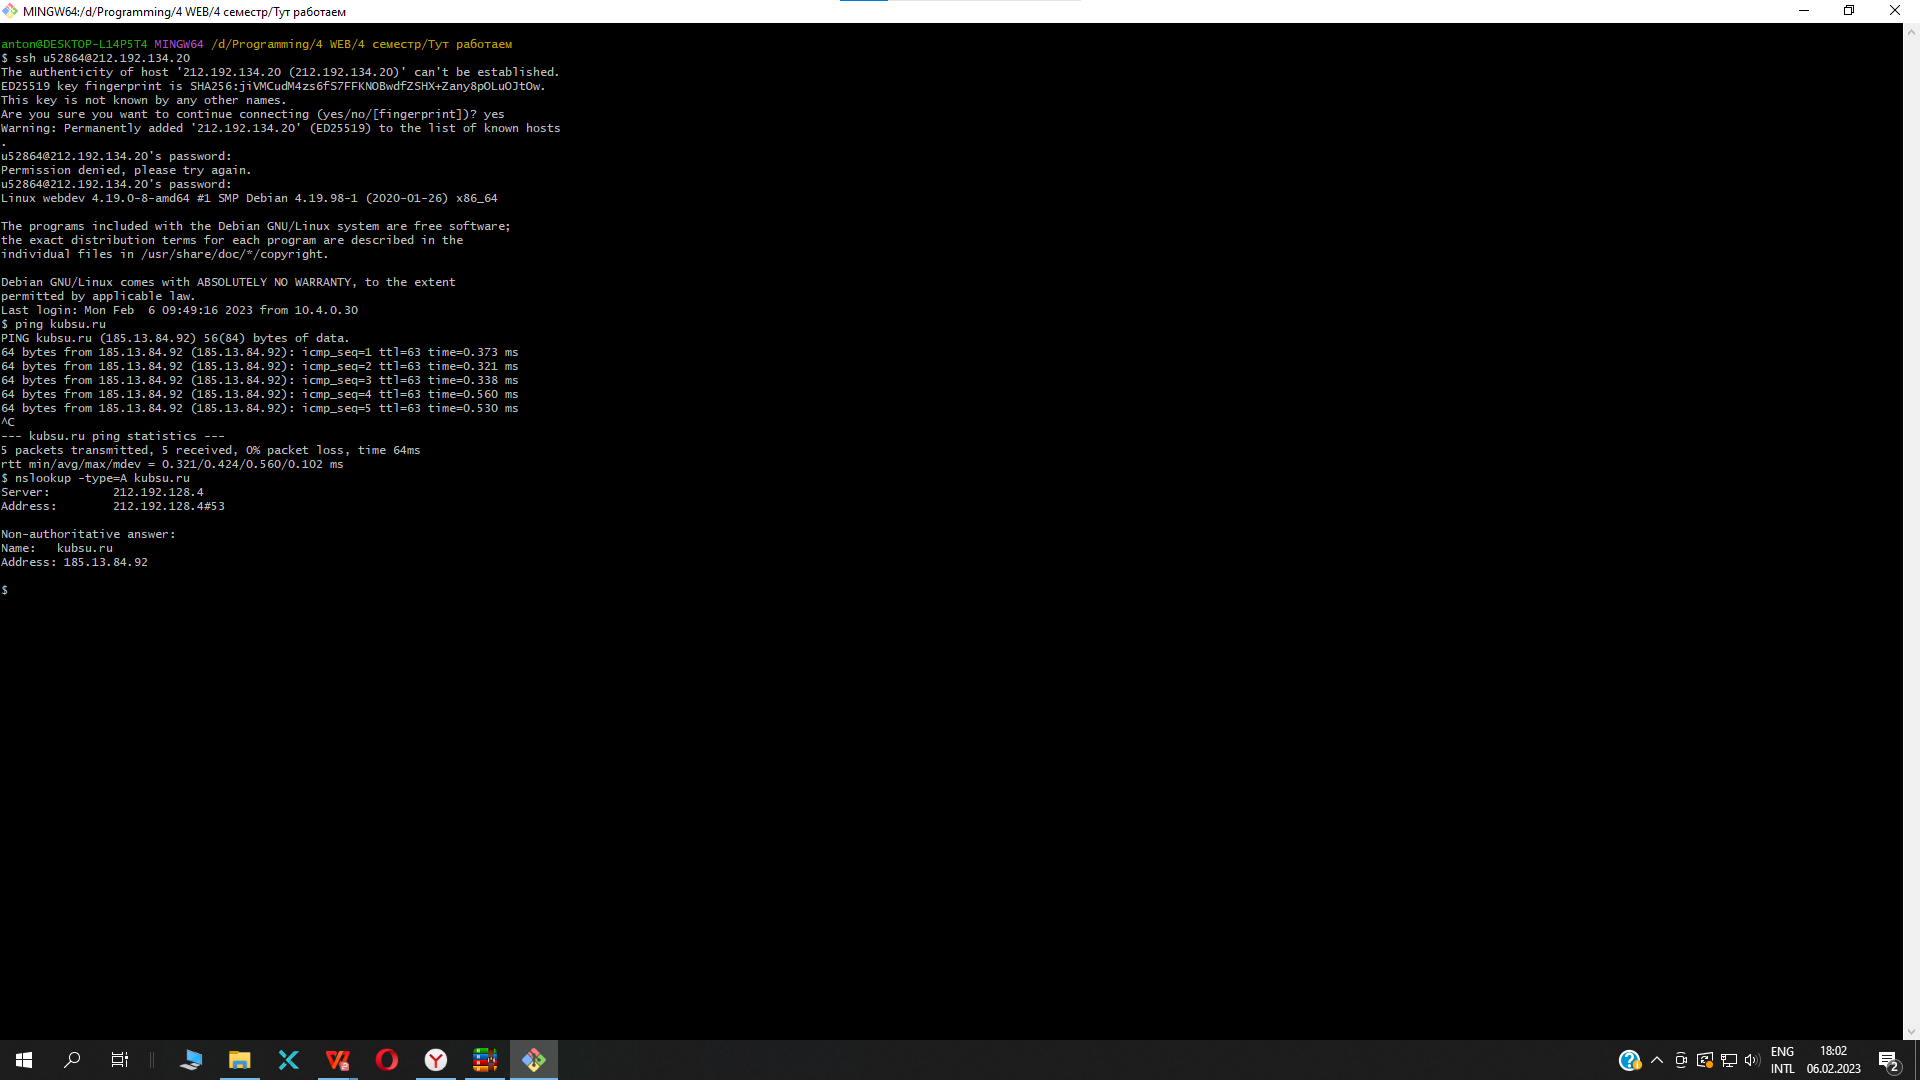 MINGW64:/d/Programming/4 WEB/4 семестр/Тут работаем
anton@DESKTOP-L14P5T4 MINGW64 /d/Programming/4 WEB/4 семестр/Тут работаем
$ ssh u52864@212.192.134.20
The authenticity of host '212.192.134.20 (212.192.134.20)' can't be established.
ED25519 key fingerprint is SHA256:jiVMCudM4zs6fS7FFKNOBwdfZSHX+Zany8pOLuOJtOw.
This key is not known by any other names.
Are you sure you want to continue connecting (yes/no/[fingerprint])? yes
Warning: Permanently added '212.192.134.20' (ED25519) to the list of known hosts
.
u52864@212.192.134.20's password:
Permission denied, please try again.
u52864@212.192.134.20's password:
Linux webdev 4.19.0-8-amd64 #1 SMP Debian 4.19.98-1 (2020-01-26) x86_64
The programs included with the Debian GNU/Linux system are free software;
the exact distribution terms for each program are described in the
individual files in /usr/share/doc/*/copyright.
Debian GNU/Linux comes with ABSOLUTELY NO WARRANTY, to the extent
permitted by applicable law.
Last login: Mon Feb  6 09:49:16 2023 from 10.4.0.30
$ ping kubsu.ru
PING kubsu.ru (185.13.84.92) 56(84) bytes of data.
64 bytes from 185.13.84.92 (185.13.84.92): icmp_seq=1 ttl=63 time=0.373 ms
64 bytes from 185.13.84.92 (185.13.84.92): icmp_seq=2 ttl=63 time=0.321 ms
64 bytes from 185.13.84.92 (185.13.84.92): icmp_seq=3 ttl=63 time=0.338 ms
64 bytes from 185.13.84.92 (185.13.84.92): icmp_seq=4 ttl=63 time=0.560 ms
64 bytes from 185.13.84.92 (185.13.84.92): icmp_seq=5 ttl=63 time=0.530 ms
^C
--- kubsu.ru ping statistics ---
5 packets transmitted, 5 received, 0% packet loss, time 64ms
rtt min/avg/max/mdev = 0.321/0.424/0.560/0.102 ms
$ nslookup -type=A kubsu.ru
Server:         212.192.128.4
Address:        212.192.128.4#53
Non-authoritative answer:
Name:   kubsu.ru
Address: 185.13.84.92
$
ENG
INTL
18:02
06.02.2023
2